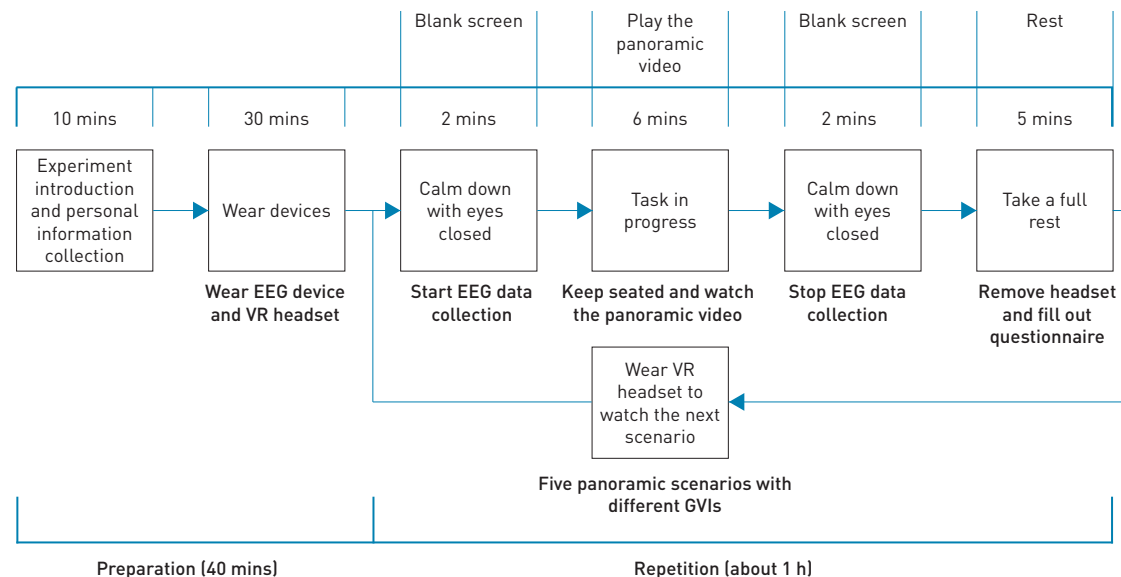 Blank screen
Play the
panoramic
video
Blank screen
Rest
10 mins
30 mins
2 mins
6 mins
2 mins
5 mins
Experiment
introduction
and personal
information
collection
Wear devices
Calm down
with eyes
closed
Task in
progress
Calm down
with eyes
closed
Take a full
rest
Wear EEG device
and VR headset
Start EEG data
collection
Keep seated and watch
the panoramic video
Stop EEG data
collection
Remove headset
and fill out
questionnaire
Wear VR
headset to
watch the next
scenario
Five panoramic scenarios with
different GVIs
Preparation (40 mins)
Repetition (about 1 h)